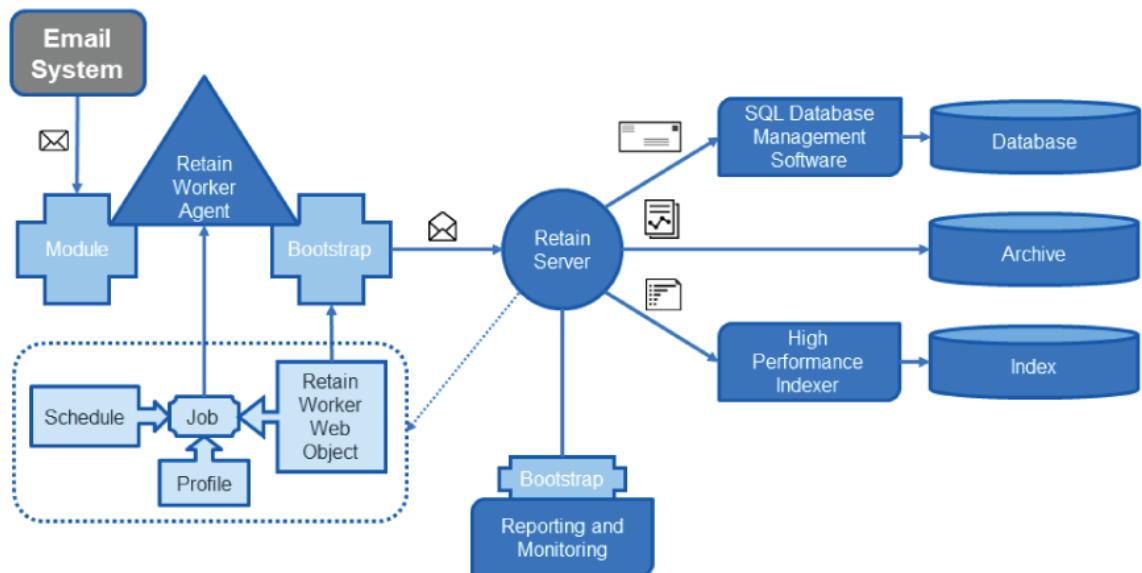 Email
System
Retain
Worker
Agent
Module
Bootstrap
Retain
Server
SQL Database
Management
Software
Database
Archive
High
Performance
Indexer
Index
Schedule
Job
Retain
Worker
Web
Object
Profile
Bootstrap
Reporting and
Monitoring